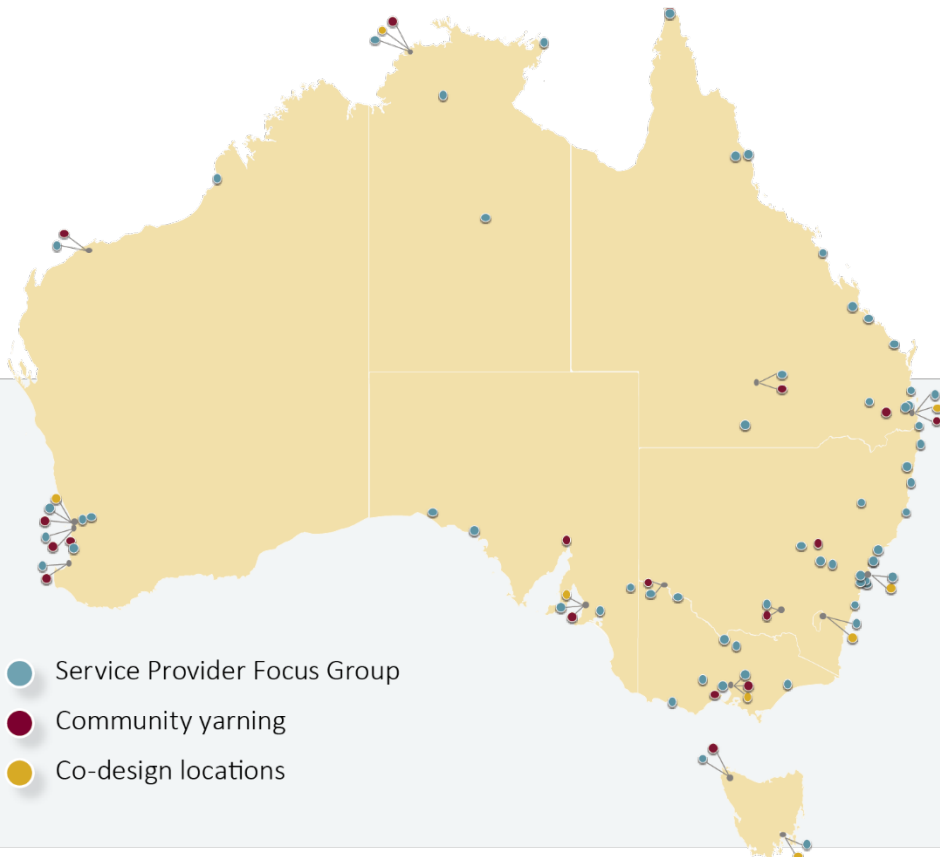 Service Provider Focus Group
Community yarning
Co-design locations